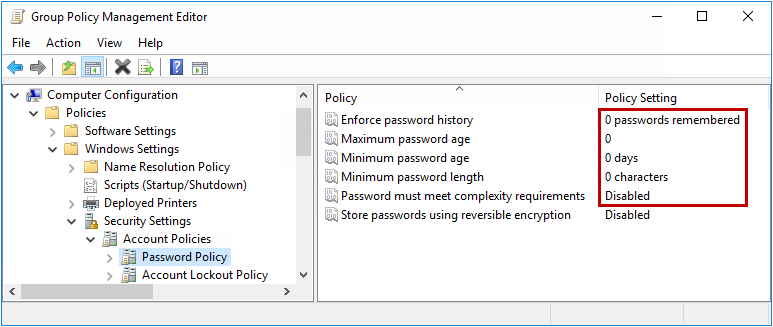 Group Policy Management Editor
File Action View Help
Computer Configuration
Policies
Software Settings
Windows Settings
Name Resolution Policy
Scripts (Startup/Shutdown)
Deployed Printers
Security Settings
Account Policies
Password Policy
Account Lockout Policy
Policy Policy Setting
Enforce password history 0 passwords remembered
Maximum password age 0
Minimum password age 0 days
Minimum password length 0 characters
Password must meet complexity requirements Disabled
Store passwords using reversible encryption Disabled